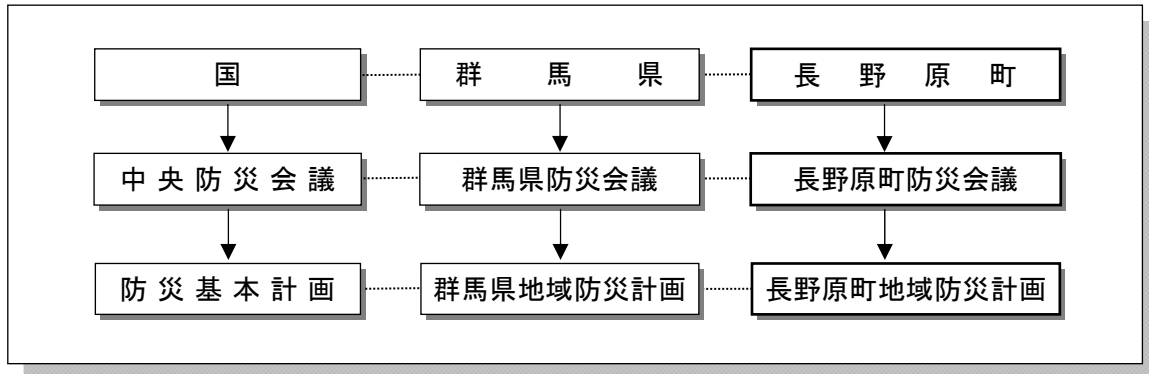 国 群馬県 長野原町
中央防災会議 群馬県防災会議 長野原町防災会議
防災基本計画 群馬県地域防災計画 長野原町地域防災計画